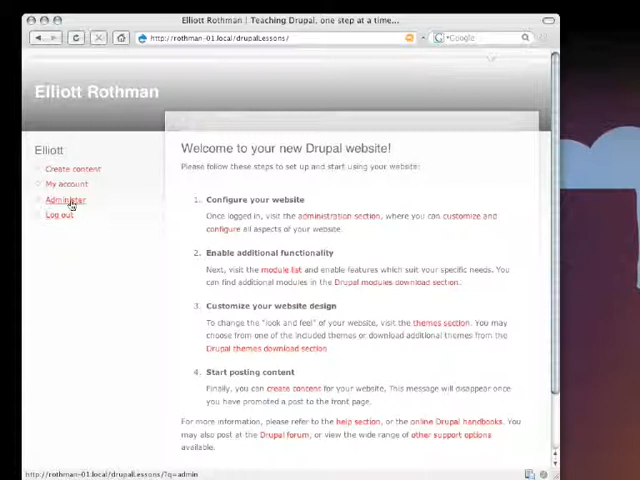 Elliott Rothman | Teaching Drupal, one step at a time...
http://rothman-01.local/drupalLessons/
Google
Elliott Rothman
Elliott
Create content
My account
Administer
Log out
Welcome to your new Drupal website!
Please follow these steps to set up and start using your website:
1. Configure your website
Once logged in, visit the administration section, where you can customize and
configure all aspects of your website.
2. Enable additional functionality
Next, visit the module list and enable features which suit your specific needs. You
can find additional modules in the Drupal modules download section.
3. Customize your website design
To change the "look and feel" of your website, visit the themes section. You may
choose from one of the included themes or download additional themes from the
Drupal themes download section
4. Start posting content
Finally, you can create content for your website. This message will disappear once
you have promoted a post to the front page.
For more information, please refer to the help section, or the online Drupal handbooks. You
may also post at the Drupal forum, or view the wide range of other support options
available.
http://rothman-01.local/drupalLessons/?q=admin